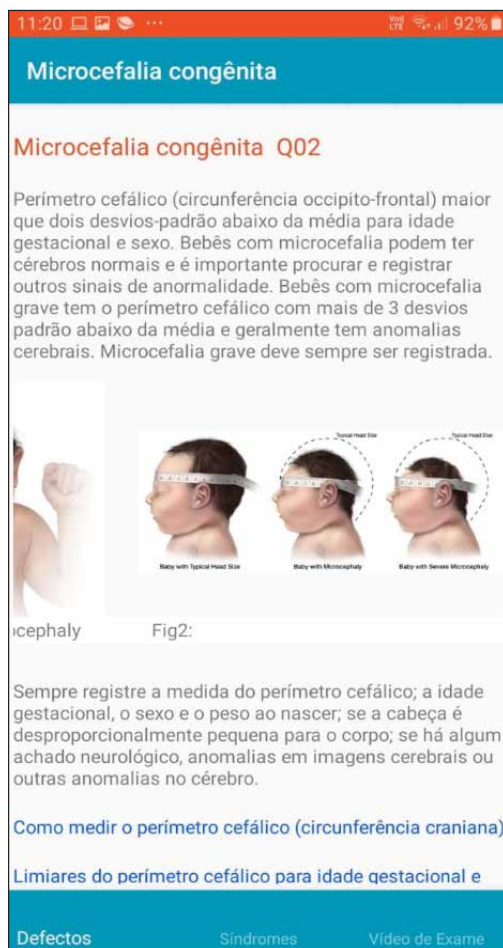 11:20
92%
Microcefalia congênita
Microcefalia congênita Q02
Perímetro cefálico (circunferência occipito-frontal) maior
que dois desvios-padrão abaixo da média para idade
gestacional e sexo. Bebês com microcefalia podem ter
cérebros normais e é importante procurar e registrar
outros sinais de anormalidade. Bebês com microcefalia
grave tem o perímetro cefálico com mais de 3 desvios
padrão abaixo da média e geralmente tem anomalias
cerebrais. Microcefalia grave deve sempre ser registrada.
Typical Head Size
Typical Head Size
Baby with Typical Head Size
Baby with Microcephaly
Baby with Severe Microcephaly
ocephaly
Fig2:
Sempre registre a medida do perímetro cefálico; a idade
gestacional, o sexo e o peso ao nascer; se a cabeça é
desproporcionalmente pequena para o corpo; se há algum
achado neurológico, anomalias em imagens cerebrais ou
outras anomalias no cérebro.
Como medir o perímetro cefálico (circunferência craniana)
Limiares do perímetro cefálico para idade gestacional e
Defectos
Síndromes
Vídeo de Exame